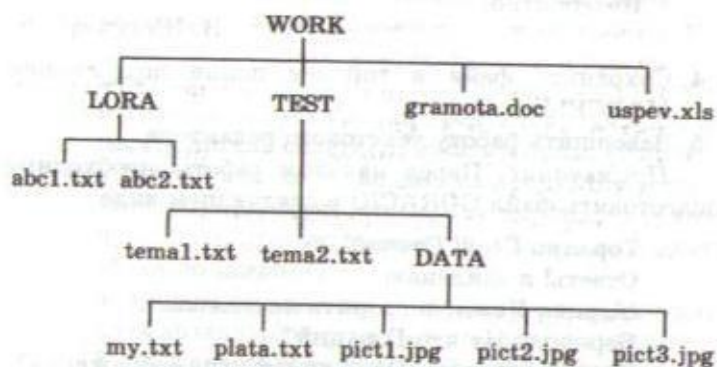 WORK
LORA TEST gramota.doc uspev.xls
abc1.txt abc2.txt
tema1.txt tema2.txt DATA
my.txt plata.txt pict1.jpg pict2.jpg pict3.jpg